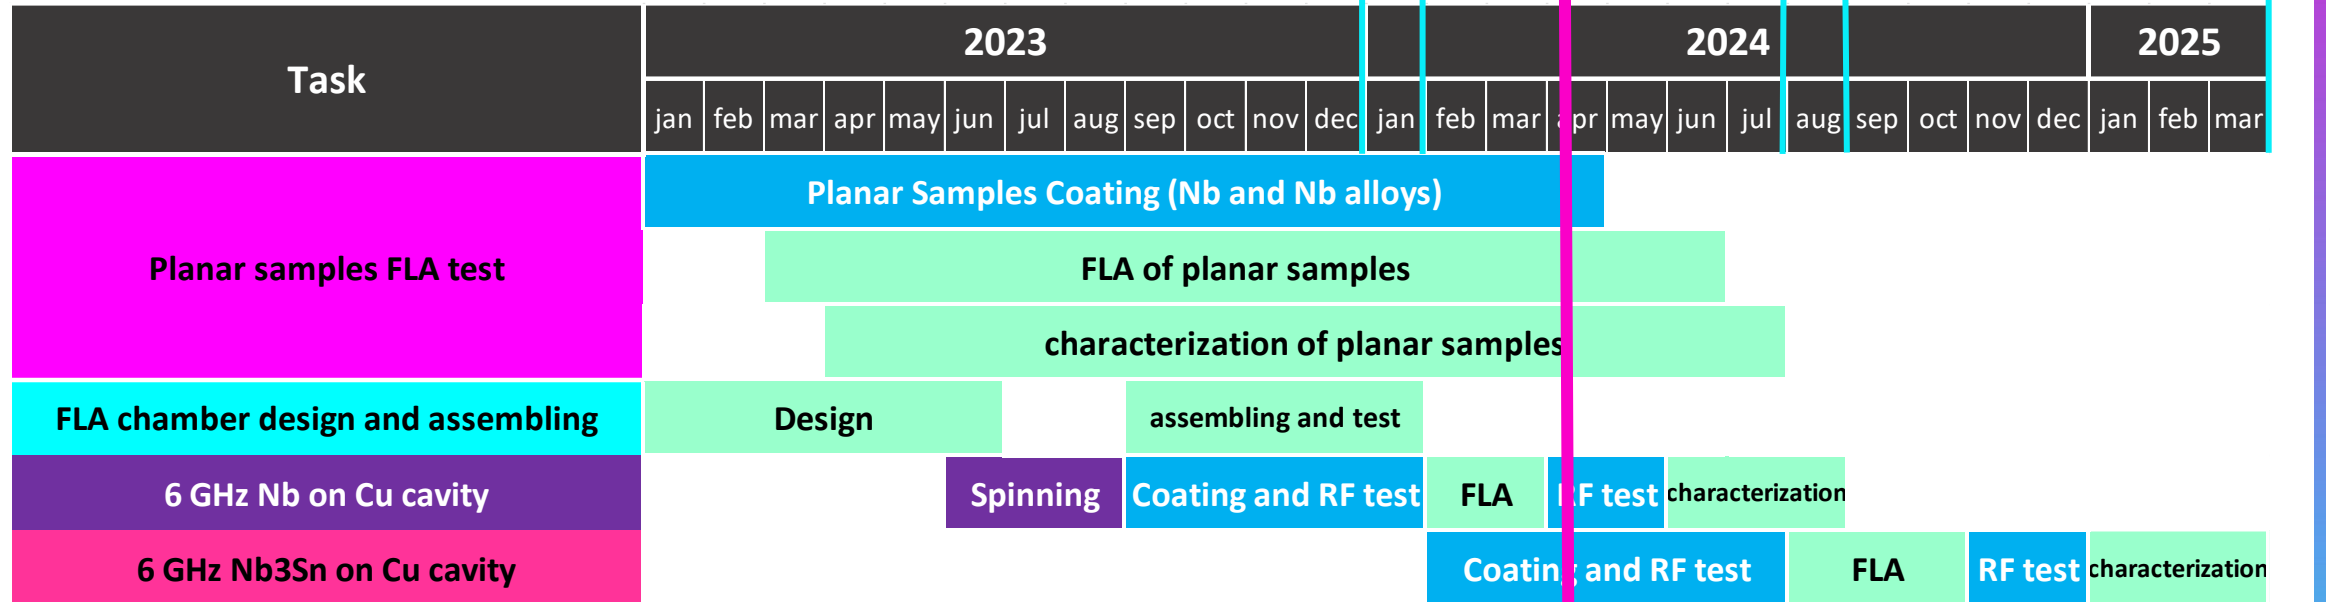 Task
2023
2024
2025
jan feb mar apr may jun jul aug sep oct nov dec jan feb mar apr may jun jul aug sep oct nov dec jan feb mar
Planar samples FLA test
Planar Samples Coating (Nb and Nb alloys)
FLA of planar samples
characterization of planar samples
FLA chamber design and assembling
Design
assembling and test
6 GHz Nb on Cu cavity
Spinning
Coating and RF test
FLA
RF test
characterization
6 GHz Nb3Sn on Cu cavity
Coating and RF test
FLA
RF test
characterization